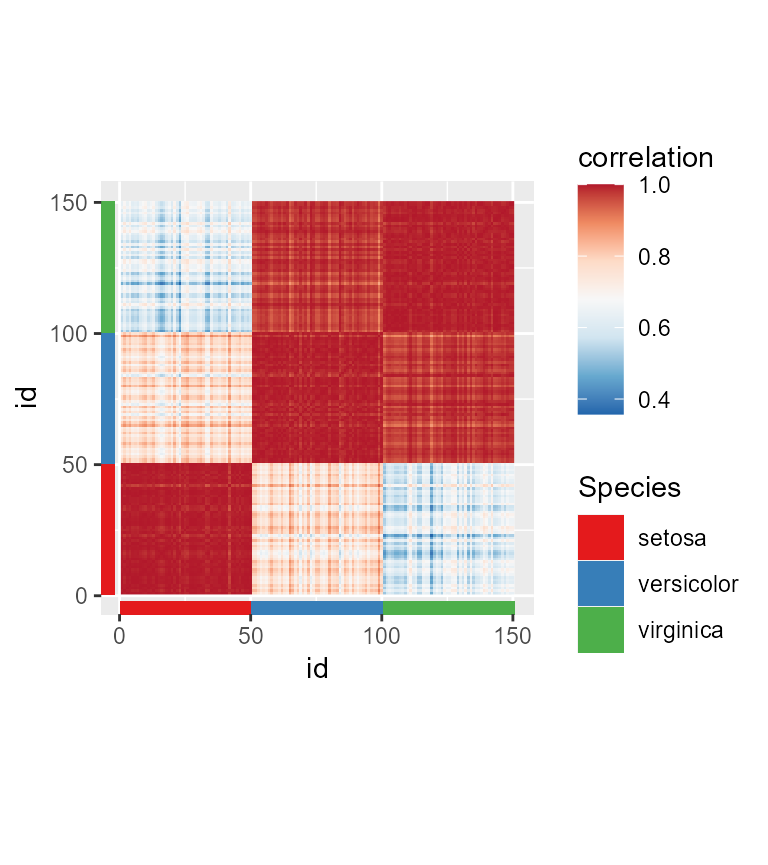 150
100
50
0
id
0 50 100 150
id
correlation
1.0
0.8
0.6
0.4
Species
setosa
versicolor
virginica